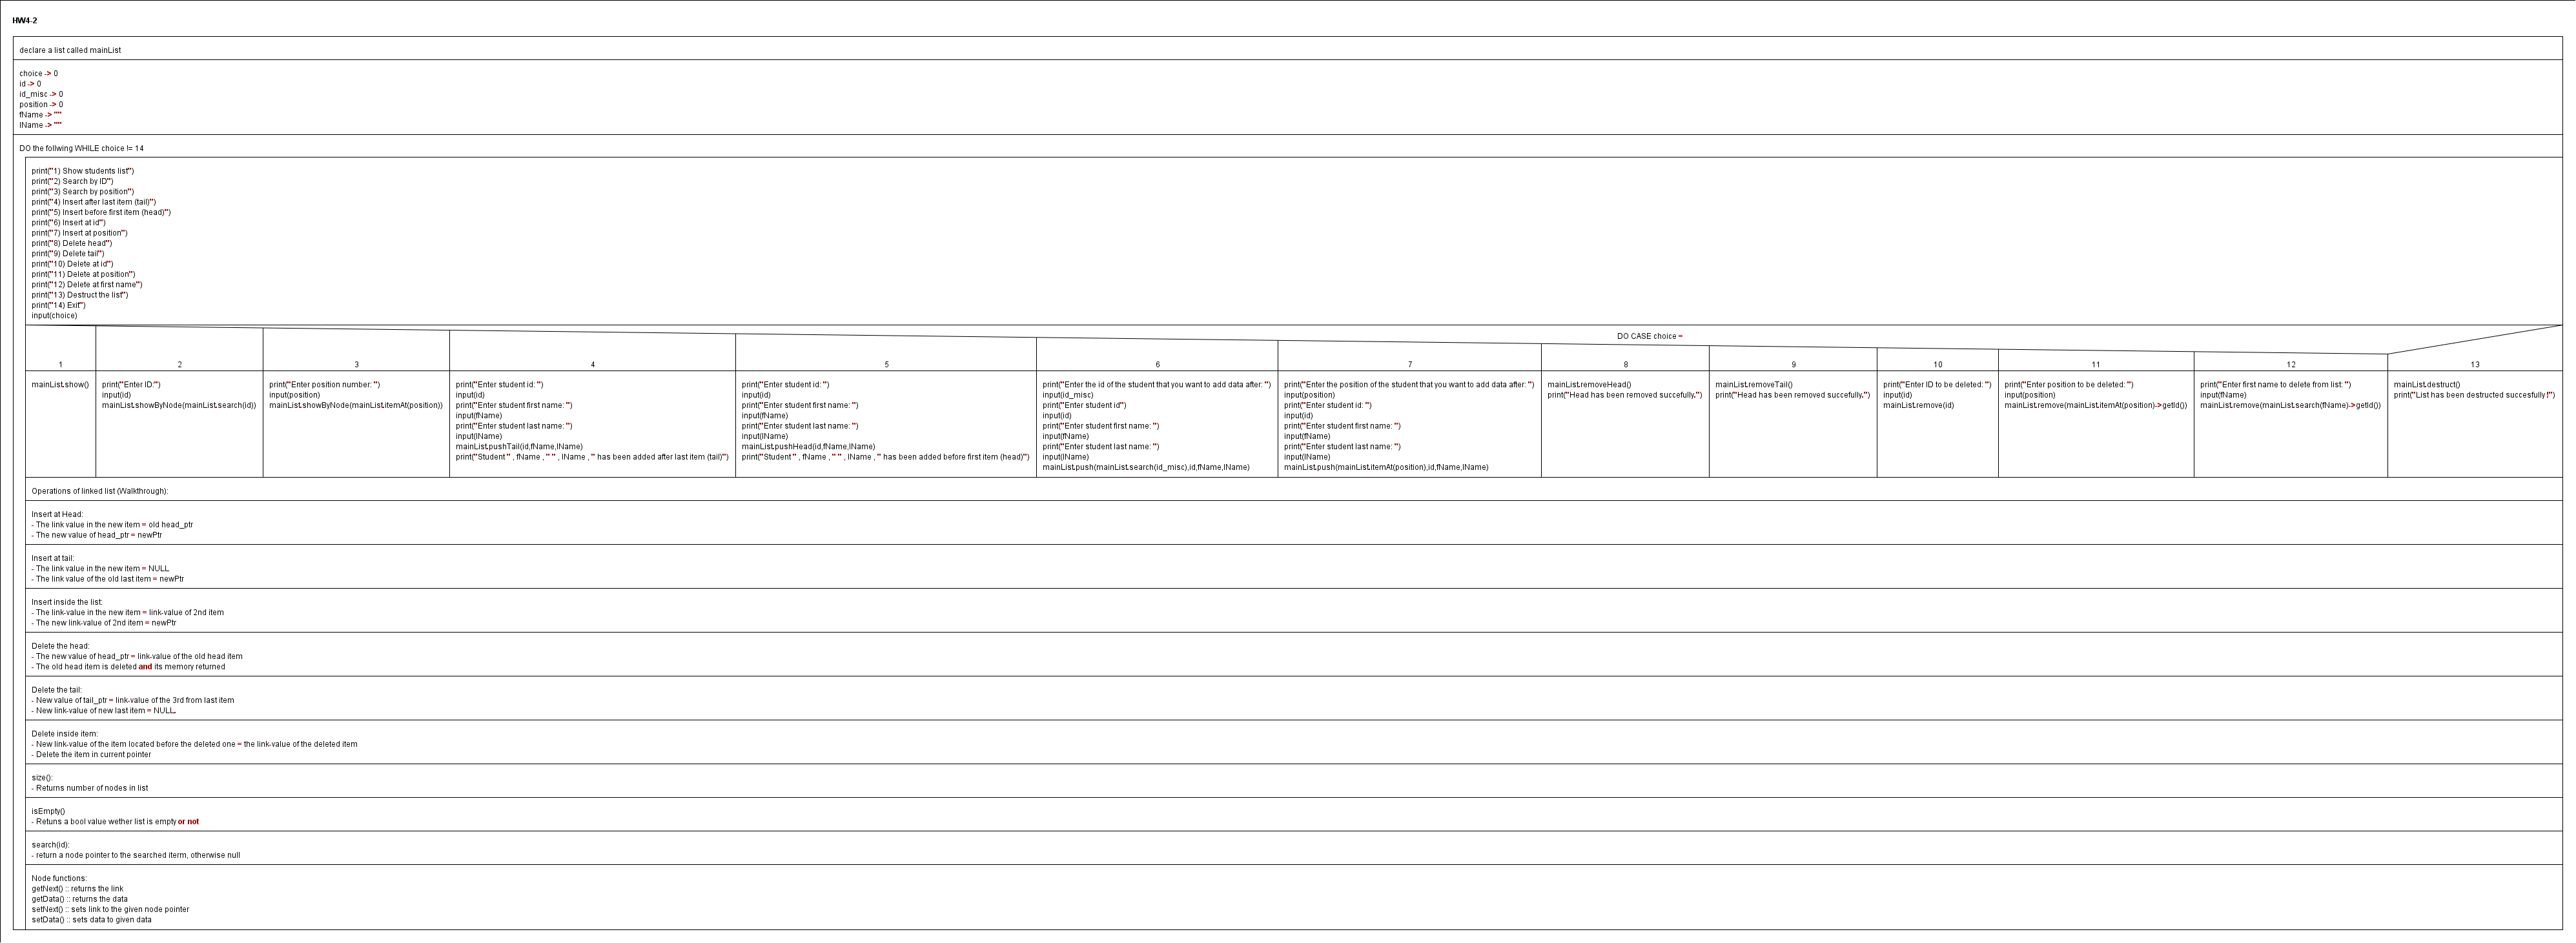 HW4-2
declare a list called mainList
choice -> 0
id -> 0
id_misc -> 0
position -> 0
fName -> ""
lName -> ""
DO the follwing WHILE choice != 14
print("1) Show students list")
print("2) Search by ID")
print("3) Search by position")
print("4) Insert after last item (tail)")
print("5) Insert before first item (head)")
print("6) Insert at id")
print("7) Insert at position")
print("8) Delete head")
print("9) Delete tail")
print("10) Delete at id")
print("11) Delete at position")
print("12) Delete at first name")
print("13) Destruct the list")
print("14) Exit")
input(choice)
DO CASE choice =
1
mainList.show()
2
print("Enter ID:")
input(id)
mainList.showByNode(mainList.search(id))
3
print("Enter position number: ")
input(position)
mainList.showByNode(mainList.itemAt(position))
4
print("Enter student id: ")
input(id)
print("Enter student first name: ")
input(fName)
print("Enter student last name: ")
input(lName)
mainList.pushTail(id,fName,lName)
print("Student " , fName , " " , lName , " has been added after last item (tail)")
5
print("Enter student id: ")
input(id)
print("Enter student first name: ")
input(fName)
print("Enter student last name: ")
input(lName)
mainList.pushHead(id,fName,lName)
print("Student " , fName , " " , lName , " has been added before first item (head)")
6
print("Enter the id of the student that you want to add data after: ")
input(id_misc)
print("Enter student id")
input(id)
print("Enter student first name: ")
input(fName)
print("Enter student last name: ")
input(lName)
mainList.push(mainList.search(id_misc),id,fName,lName)
7
print("Enter the position of the student that you want to add data after: ")
input(position)
print("Enter student id: ")
input(id)
print("Enter student first name: ")
input(fName)
print("Enter student last name: ")
input(lName)
mainList.push(mainList.itemAt(position),id,fName,lName)
8
mainList.removeHead()
print("Head has been removed succefully.")
9
mainList.removeTail()
print("Head has been removed succefully.")
10
print("Enter ID to be deleted: ")
input(id)
mainList.remove(id)
11
print("Enter position to be deleted: ")
input(position)
mainList.remove(mainList.itemAt(position)->getId())
12
print("Enter first name to delete from list: ")
input(fName)
mainList.remove(mainList.search(fName)->getId())
13
mainList.destruct()
print("List has been destructed succesfully !")
Operations of linked list (Walkthrough):
Insert at Head:
- The link value in the new item = old head_ptr
- The new value of head_ptr = newPtr
Insert at tail:
- The link value in the new item = NULL
- The link value of the old last item = newPtr
Insert inside the list:
- The link-value in the new item = link-value of 2nd item
- The new link-value of 2nd item = newPtr
Delete the head:
- The new value of head_ptr = link-value of the old head item
- The old head item is deleted and its memory returned
Delete the tail:
- New value of tail_ptr = link-value of the 3rd from last item
- New link-value of new last item = NULL.
Delete inside item:
- New link-value of the item located before the deleted one = the link-value of the deleted item
- Delete the item in current pointer
size():
- Returns number of nodes in list
isEmpty()
- Retuns a bool value wether list is empty or not
search(id):
- return a node pointer to the searched iterm, otherwise null
Node functions:
getNext() :: returns the link
getData() :: returns the data
setNext() :: sets link to the given node pointer
setData() :: sets data to given data